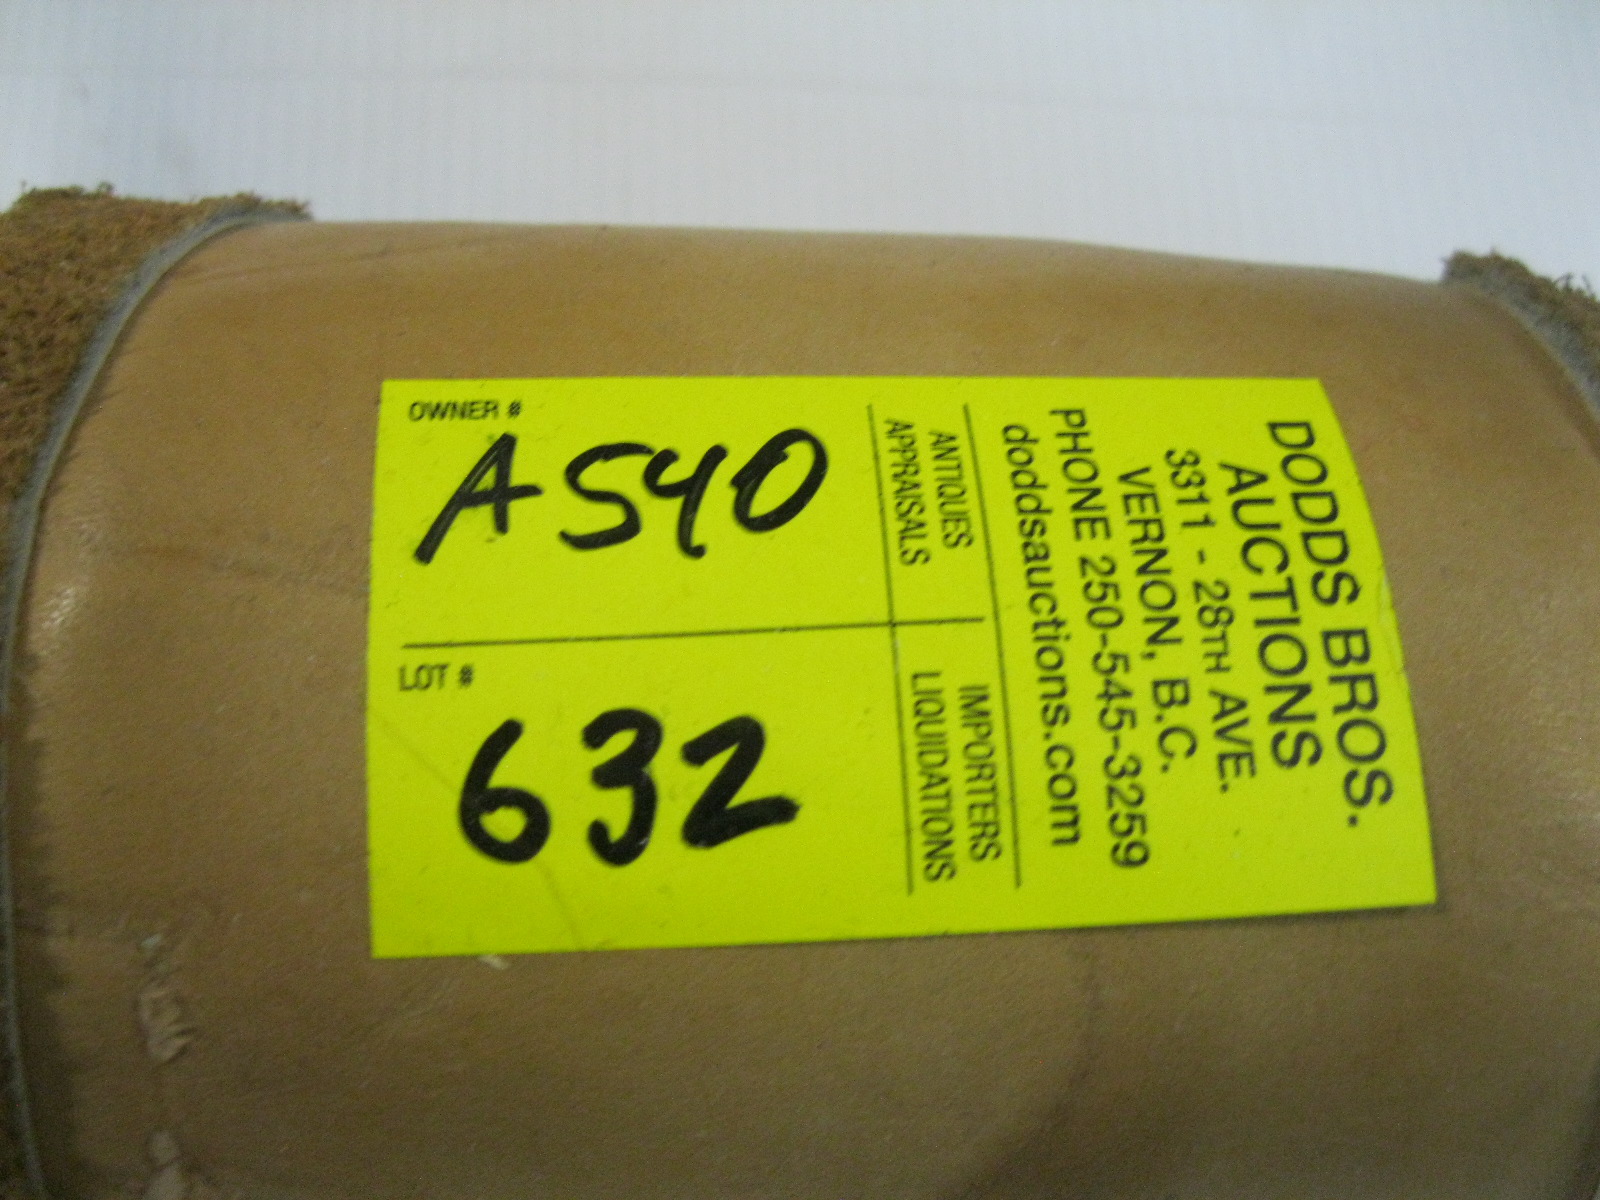 OWNER #
A540
LOT #
632
DODDS BROS.
AUCTIONS
3311 - 28TH AVE.
VERNON, B.C.
PHONE 250-545-3259
doddsauctions.com
ANTIQUES IMPORTERS
APPRAISALS LIQUIDATIONS